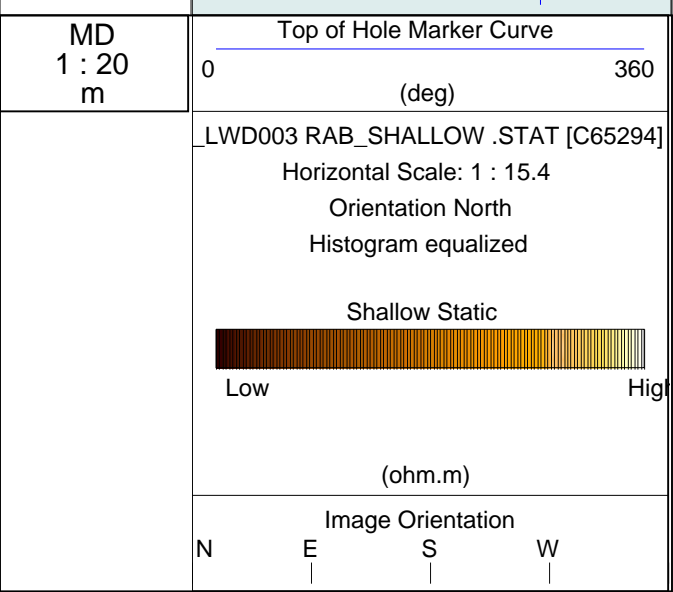 MD
1 : 20
m
Top of Hole Marker Curve
0 360
(deg)
_LWD003 RAB_SHALLOW .STAT [C65294]
Horizontal Scale: 1 : 15.4
Orientation North
Histogram equalized
Shallow Static
Low High
(ohm.m)
Image Orientation
N E S W